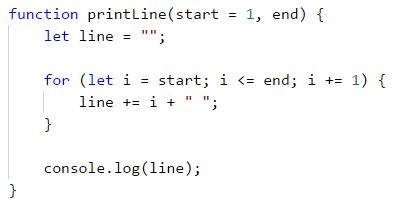 function printLine(start = 1, end) {
    let line = "";

    for (let i = start; i <= end; i += 1) {
        line += i + " ";
    }

    console.log(line);
}